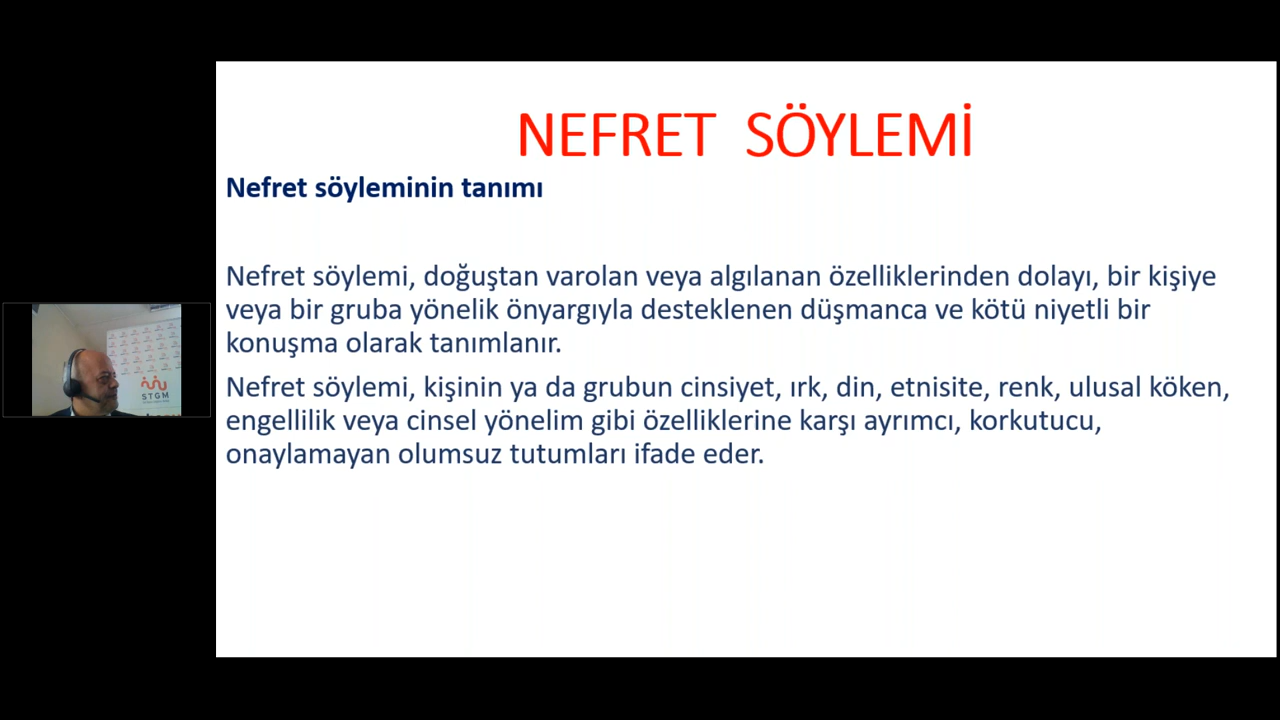 NEFRET SÖYLEMİ
Nefret söyleminin tanımı
Nefret söylemi, doğuştan varolan veya algılanan özelliklerinden dolayı, bir kişiye
veya bir gruba yönelik önyargıyla desteklenen düşmanca ve kötü niyetli bir
konuşma olarak tanımlanır.
Nefret söylemi, kişinin ya da grubun cinsiyet, ırk, din, etnisite, renk, ulusal köken,
engellilik veya cinsel yönelim gibi özelliklerine karşı ayrımcı, korkutucu,
onaylamayan olumsuz tutumları ifade eder.
STGM